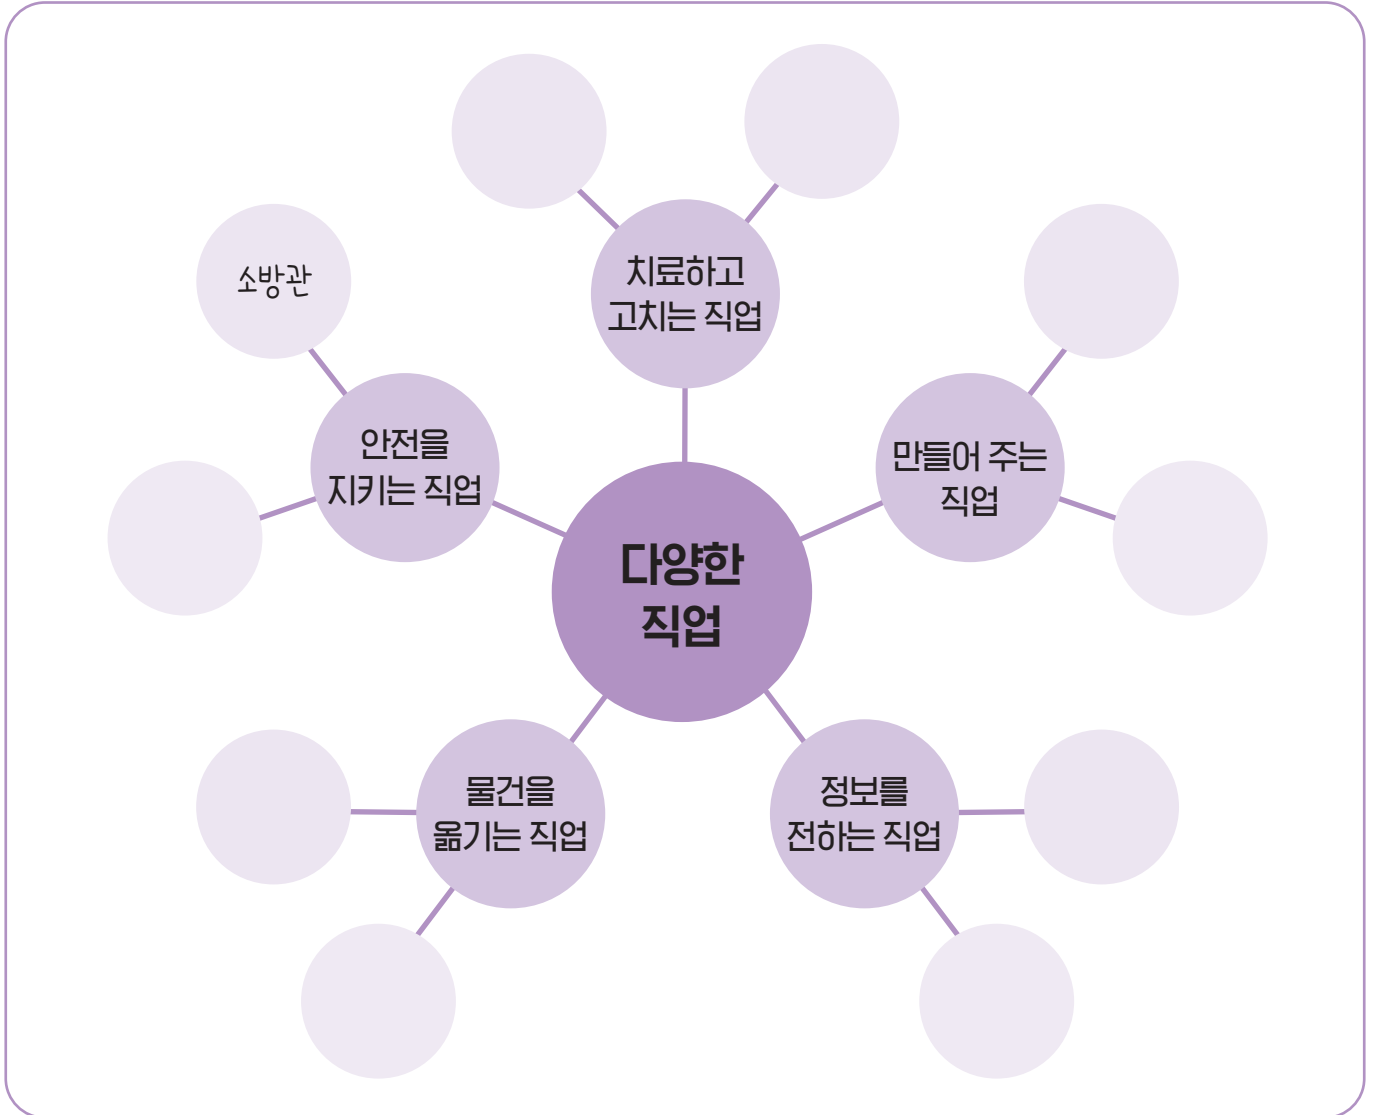 치료하고
고치는 직업
소방관
안전을
지키는 직업
만들어 주는
직업
다양한
직업
물건을
옮기는 직업
정보를
전하는 직업